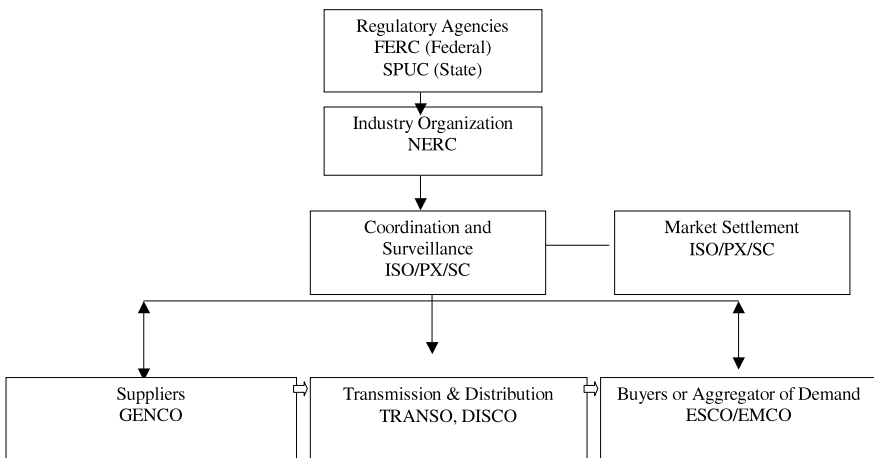 Regulatory Agencies
FERC (Federal)
SPUC (State)
Industry Organization
NERC
Coordination and
Surveillance
ISO/PX/SC
Market Settlement
ISO/PX/SC
Suppliers
GENCO
Transmission & Distribution
TRANSO, DISCO
Buyers or Aggregator of Demand
ESCO/EMCO